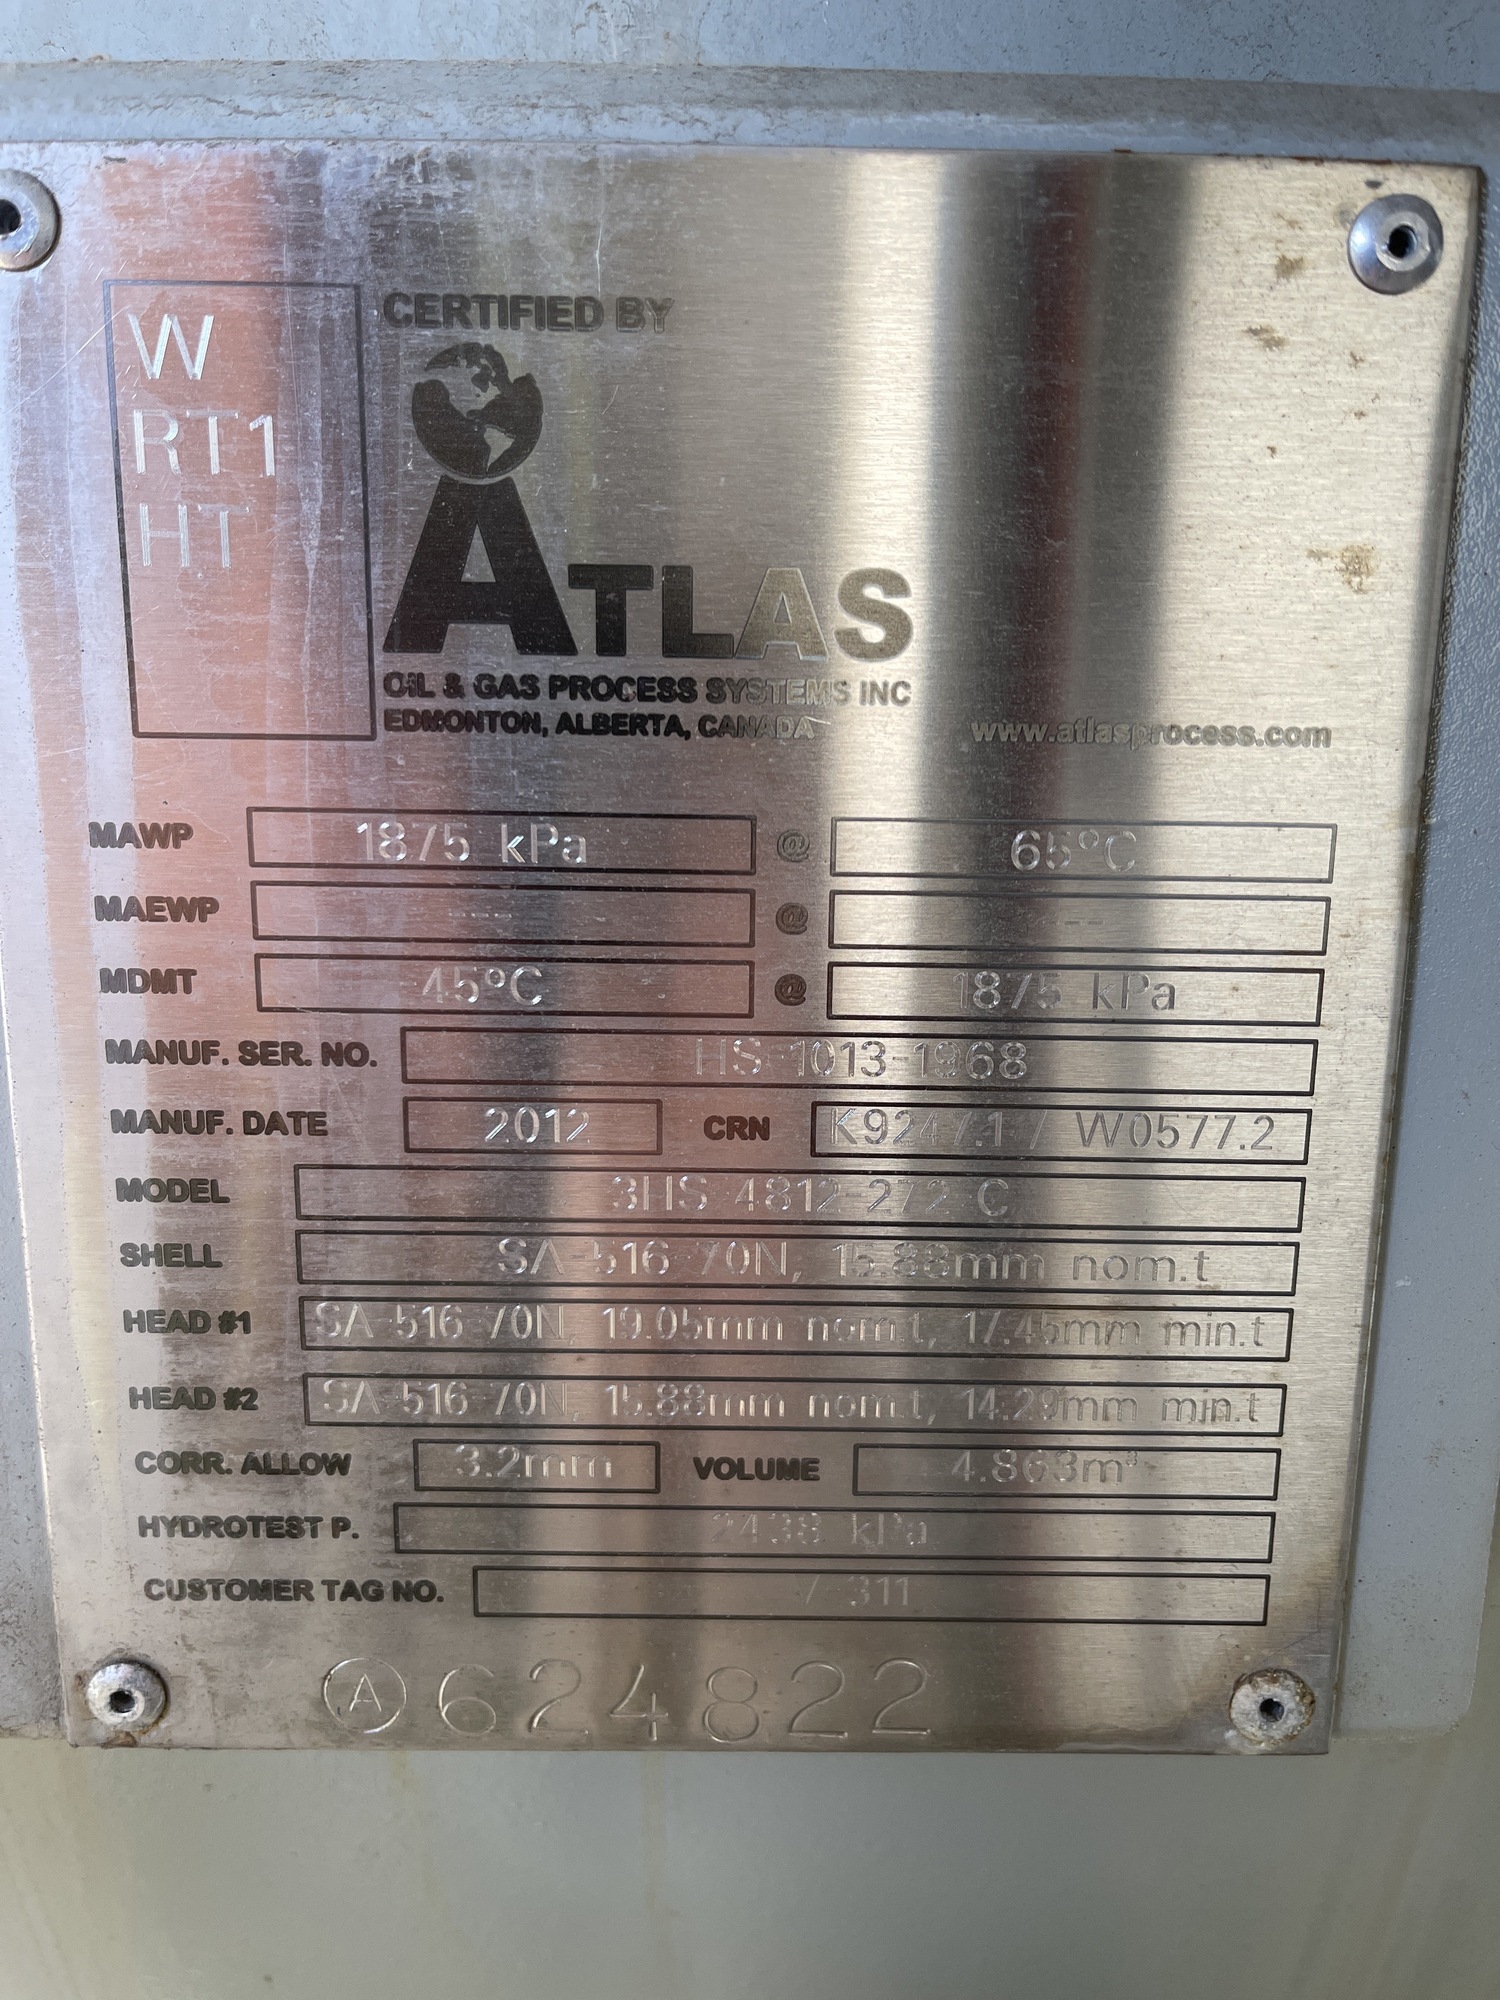 W
RT1
HT
CERTIFIED BY
ATLAS
OIL & GAS PROCESS SYSTEMS INC
EDMONTON, ALBERTA, CANADA
www.atlasprocess.com
MAWP 1875 kPa @ 65°C
MAEWP --- @ ---
MDMT -45°C @ 1875 kPa
MANUF. SER. NO. HS-1013-1968
MANUF. DATE 2012 CRN K9247.1 / W0577.2
MODEL 3HS-4812-272-C
SHELL SA-516-70N, 15.88mm nom.t
HEAD #1 SA-516-70N, 19.05mm nom.t, 17.45mm min.t
HEAD #2 SA-516-70N, 15.88mm nom.t, 14.29mm min.t
CORR. ALLOW 3.2mm VOLUME 4.863m³
HYDROTEST P. 2438 kPa
CUSTOMER TAG NO. / 311
Ⓐ 624822